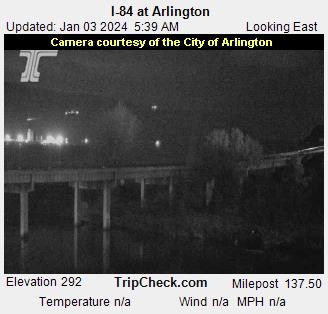 I-84 at Arlington
Updated: Jan 03 2024 5:39 AM Looking East
Camera courtesy of the City of Arlington
Elevation 292 TripCheck.com Milepost 137.50
Temperature n/a Wind n/a MPH n/a